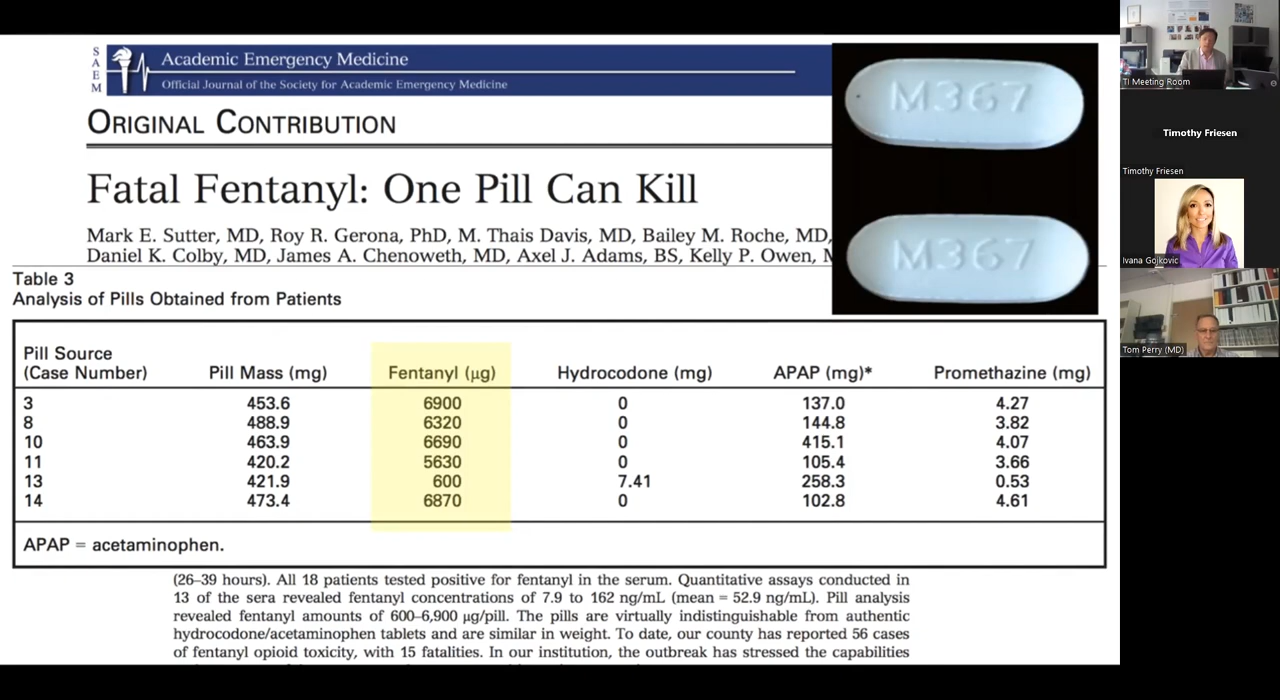 SAEM
Academic Emergency Medicine
Official Journal of the Society for Academic Emergency Medicine
ORIGINAL CONTRIBUTION
Fatal Fentanyl: One Pill Can Kill
Mark E. Sutter, MD, Roy R. Gerona, PhD, M. Thais Davis, MD, Bailey M. Roche, MD,
Daniel K. Colby, MD, James A. Chenoweth, MD, Axel J. Adams, BS, Kelly P. Owen,
M367
M367
Table 3
Analysis of Pills Obtained from Patients
Pill Source
(Case Number) Pill Mass (mg) Fentanyl (μg) Hydrocodone (mg) APAP (mg)* Promethazine (mg)
3 453.6 6900 0 137.0 4.27
8 488.9 6320 0 144.8 3.82
10 463.9 6690 0 415.1 4.07
11 420.2 5630 0 105.4 3.66
13 421.9 600 7.41 258.3 0.53
14 473.4 6870 0 102.8 4.61
APAP = acetaminophen.
(26–39 hours). All 18 patients tested positive for fentanyl in the serum. Quantitative assays conducted in
13 of the sera revealed fentanyl concentrations of 7.9 to 162 ng/mL (mean = 52.9 ng/mL). Pill analysis
revealed fentanyl amounts of 600–6,900 μg/pill. The pills are virtually indistinguishable from authentic
hydrocodone/acetaminophen tablets and are similar in weight. To date, our county has reported 56 cases
of fentanyl opioid toxicity, with 15 fatalities. In our institution, the outbreak has stressed the capabilities
TI Meeting Room
Timothy Friesen
Timothy Friesen
Ivana Gojkovic
Tom Perry (MD)